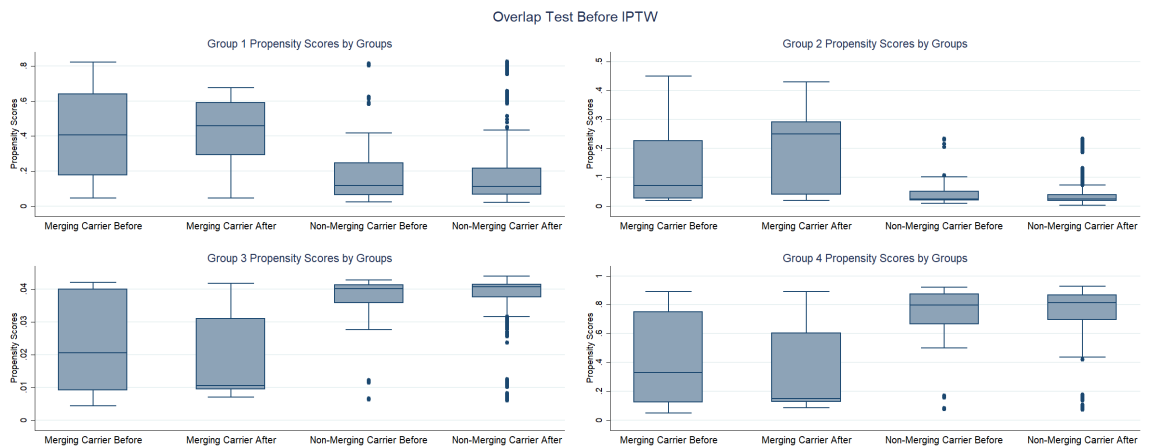 Overlap Test Before IPTW
Group 1 Propensity Scores by Groups
Propensity Scores
.8
.6
.4
.2
0
Merging Carrier Before
Merging Carrier After
Non-Merging Carrier Before
Non-Merging Carrier After
Group 2 Propensity Scores by Groups
Propensity Scores
.5
.4
.3
.2
.1
0
Merging Carrier Before
Merging Carrier After
Non-Merging Carrier Before
Non-Merging Carrier After
Group 3 Propensity Scores by Groups
Propensity Scores
.04
.03
.02
.01
0
Merging Carrier Before
Merging Carrier After
Non-Merging Carrier Before
Non-Merging Carrier After
Group 4 Propensity Scores by Groups
Propensity Scores
1
.8
.6
.4
.2
0
Merging Carrier Before
Merging Carrier After
Non-Merging Carrier Before
Non-Merging Carrier After